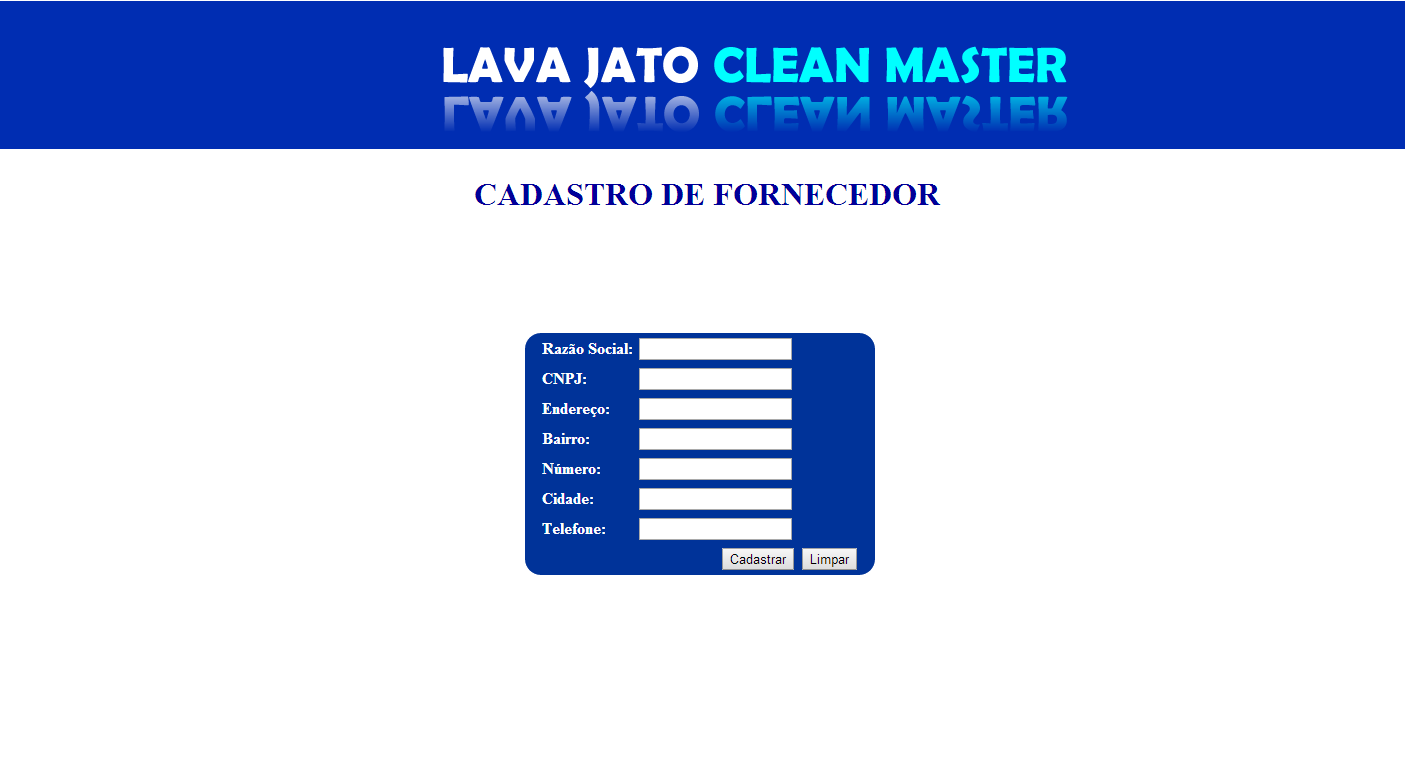 LAVA JATO CLEAN MASTER
CADASTRO DE FORNECEDOR
Razão Social:
CNPJ:
Endereço:
Bairro:
Número:
Cidade:
Telefone:
Cadastrar Limpar